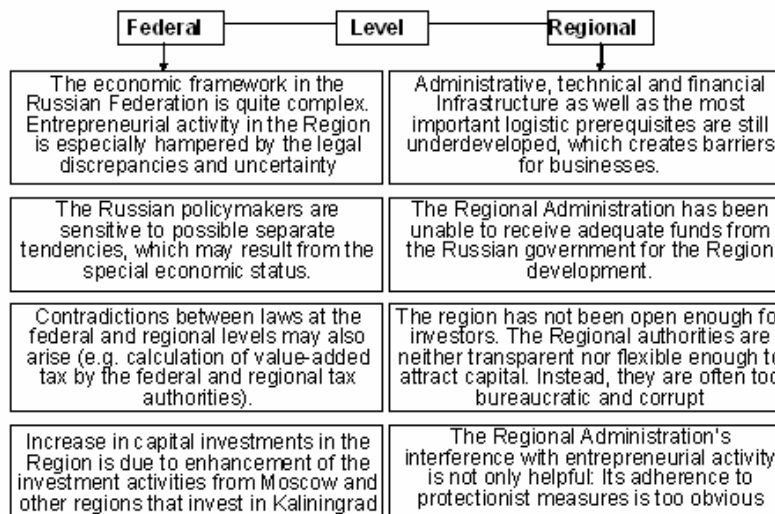 Federal
Level
Regional
The economic framework in the
Russian Federation is quite complex.
Entrepreneurial activity in the Region
is especially hampered by the legal
discrepancies and uncertainty
Administrative, technical and financial
Infrastructure as well as the most
important logistic prerequisites are still
underdeveloped, which creates barriers
for businesses.
The Russian policymakers are
sensitive to possible separate
tendencies, which may result from the
special economic status.
The Regional Administration has been
unable to receive adequate funds from
the Russian government for the Region
development.
Contradictions between laws at the
federal and regional levels may also
arise (e.g. calculation of value-added
tax by the federal and regional tax
authorities).
The region has not been open enough fo
investors. The Regional authorities are
neither transparent nor flexible enough to
attract capital. Instead, they are often too
bureaucratic and corrupt
Increase in capital investments in the
Region is due to enhancement of the
investment activities from Moscow and
other regions that invest in Kaliningrad
The Regional Administration's
interference with entrepreneurial activity
is not only helpful: Its adherence to
protectionist measures is too obvious